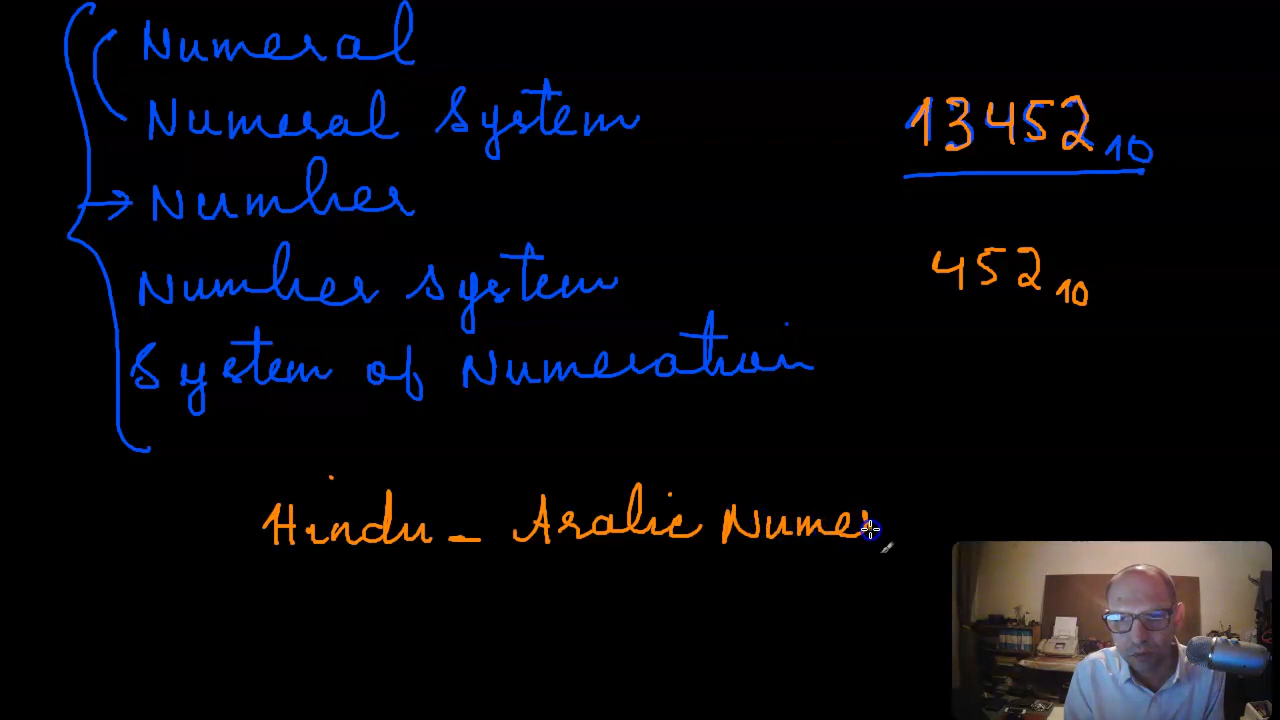 Numeral
Numeral System
13452₁₀
Number
Number system
452₁₀
System of Numeration
Hindu - Arabic Numer